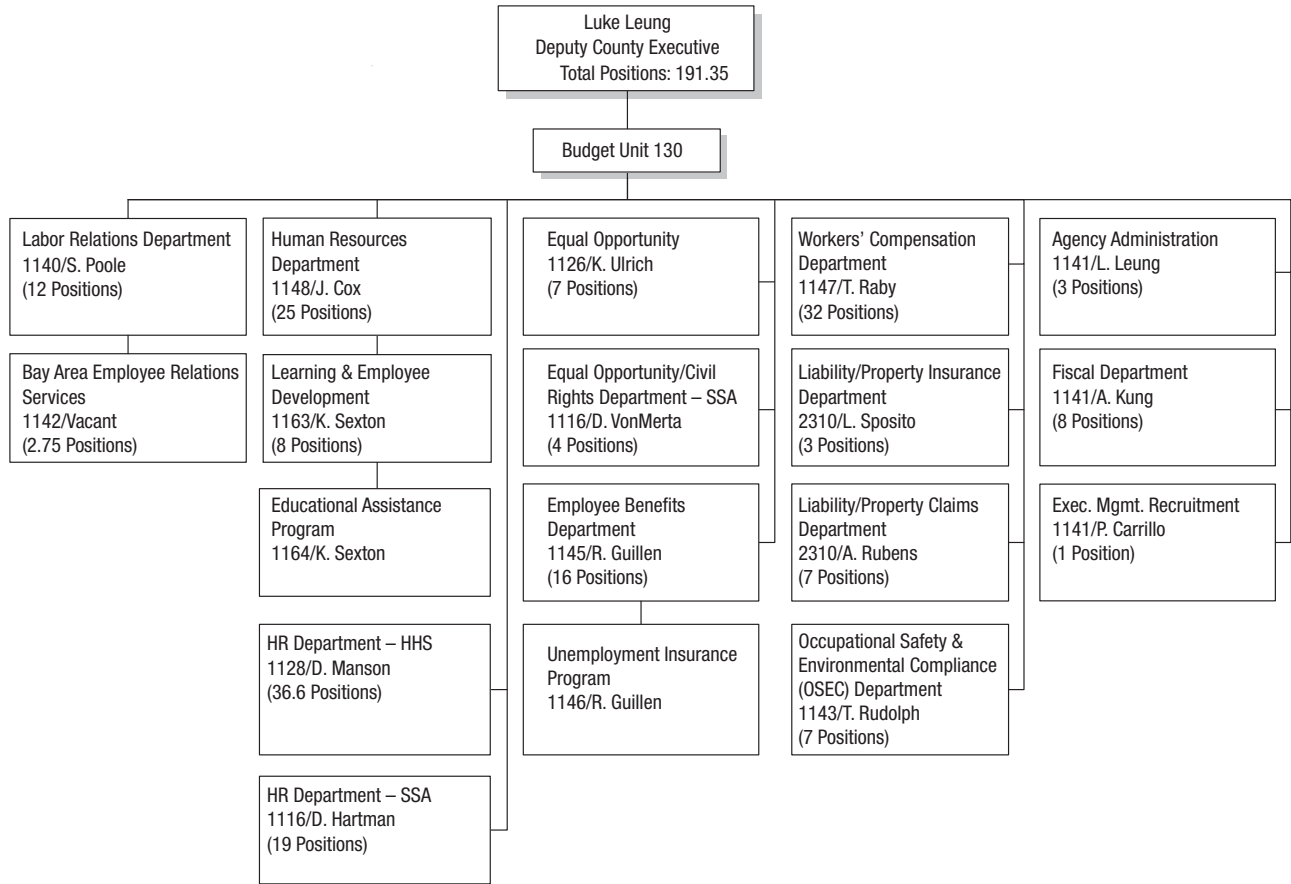 Luke Leung
Deputy County Executive
Total Positions: 191.35
Budget Unit 130
Labor Relations Department
1140/S. Poole
(12 Positions)
Bay Area Employee Relations
Services
1142/Vacant
(2.75 Positions)
Human Resources
Department
1148/J. Cox
(25 Positions)
Learning & Employee
Development
1163/K. Sexton
(8 Positions)
Educational Assistance
Program
1164/K. Sexton
HR Department – HHS
1128/D. Manson
(36.6 Positions)
HR Department – SSA
1116/D. Hartman
(19 Positions)
Equal Opportunity
1126/K. Ulrich
(7 Positions)
Equal Opportunity/Civil
Rights Department – SSA
1116/D. VonMerta
(4 Positions)
Employee Benefits
Department
1145/R. Guillen
(16 Positions)
Unemployment Insurance
Program
1146/R. Guillen
Workers’ Compensation
Department
1147/T. Raby
(32 Positions)
Liability/Property Insurance
Department
2310/L. Sposito
(3 Positions)
Liability/Property Claims
Department
2310/A. Rubens
(7 Positions)
Occupational Safety &
Environmental Compliance
(OSEC) Department
1143/T. Rudolph
(7 Positions)
Agency Administration
1141/L. Leung
(3 Positions)
Fiscal Department
1141/A. Kung
(8 Positions)
Exec. Mgmt. Recruitment
1141/P. Carrillo
(1 Position)